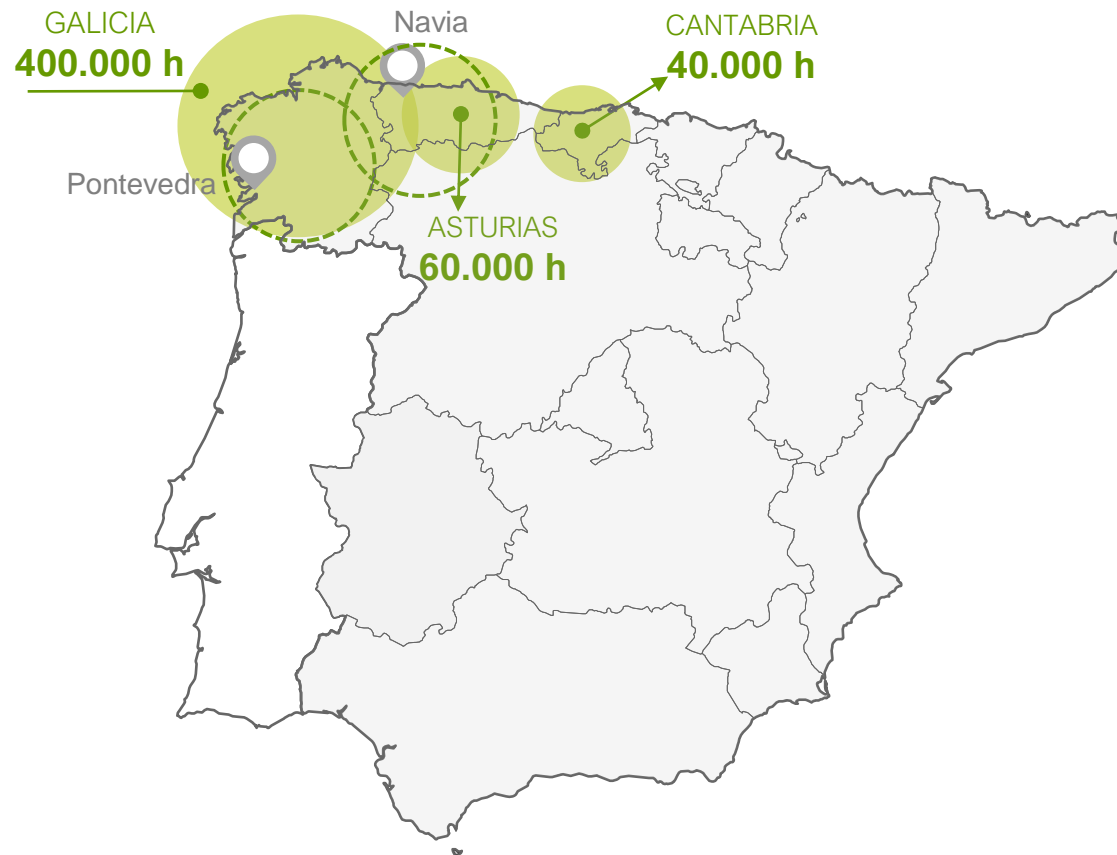 GALICIA
400.000 h
Navia
CANTABRIA
40.000 h
Pontevedra
ASTURIAS
60.000 h